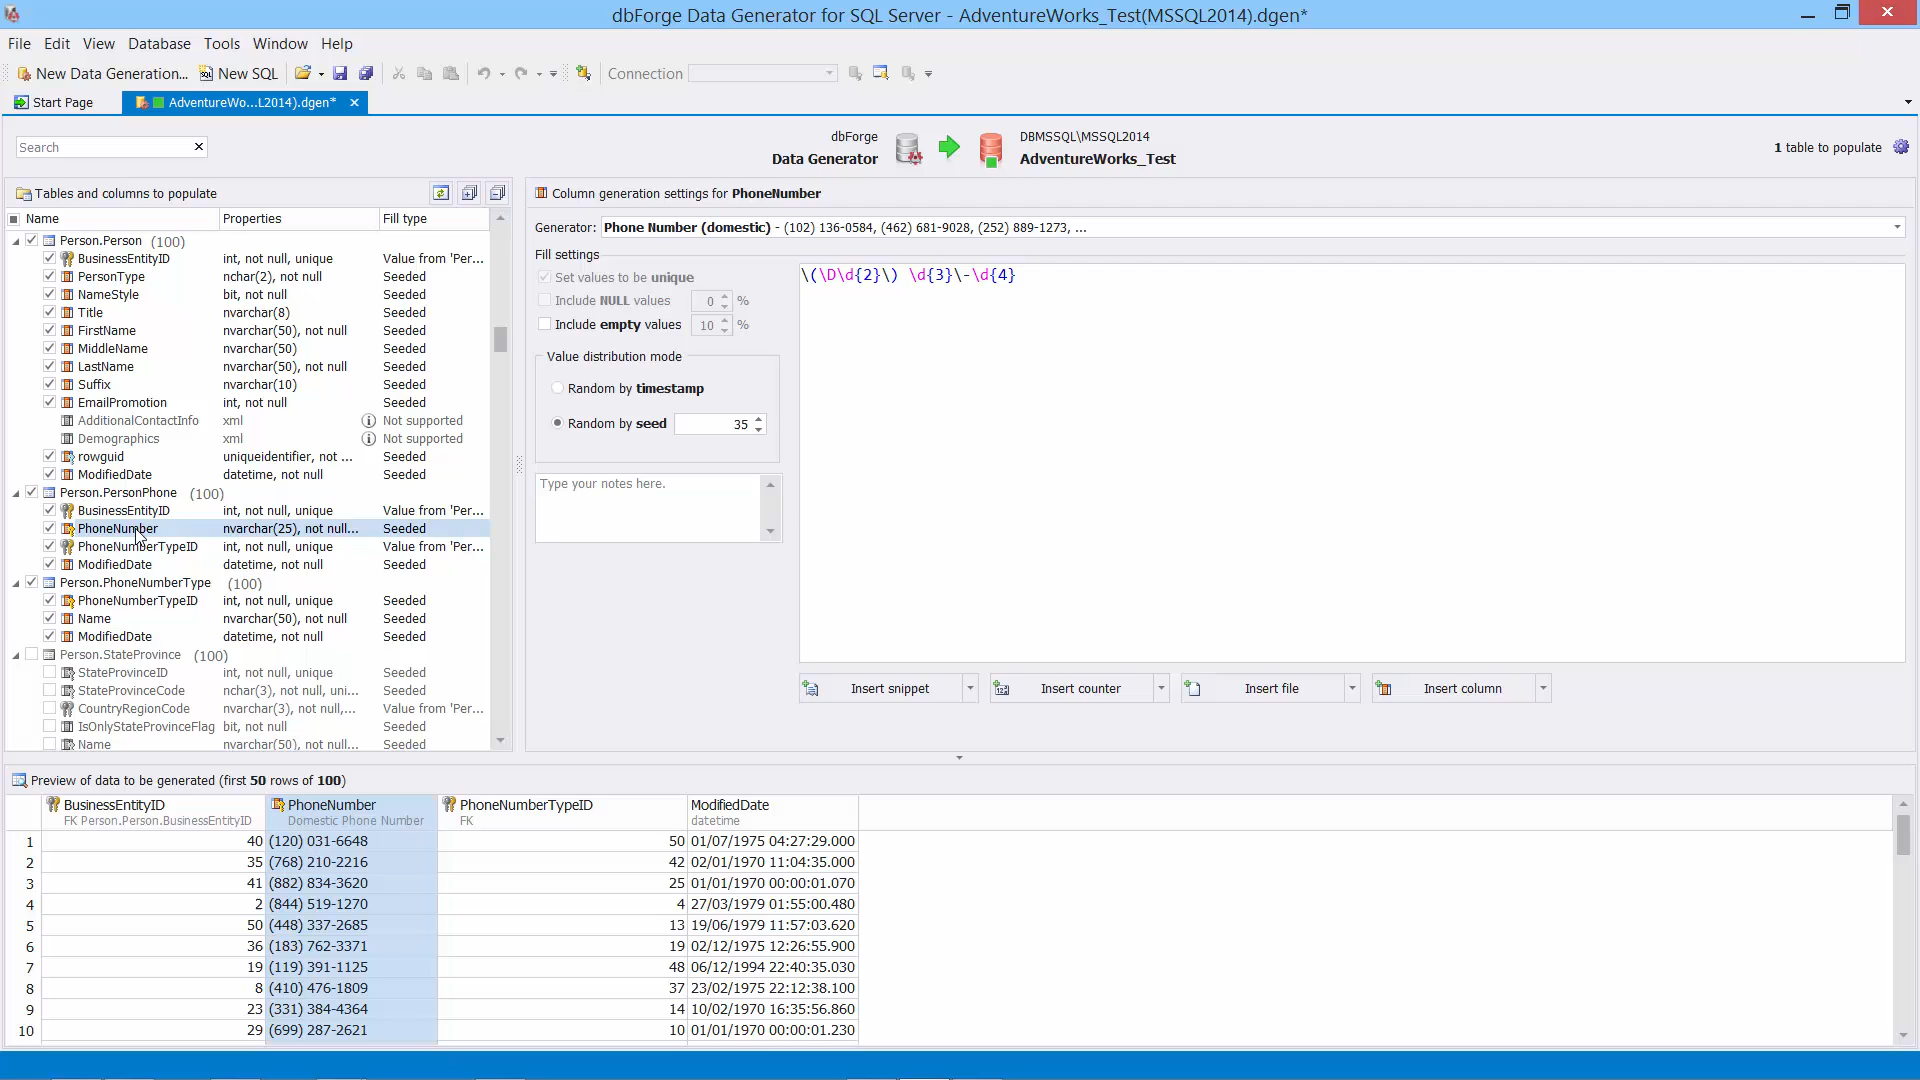 dbForge Data Generator for SQL Server - AdventureWorks_Test(MSSQL2014).dgen*
File Edit View Database Tools Window Help
New Data Generation... New SQL Connection
Start Page AdventureWo...L2014).dgen*
Search
dbForge
Data Generator
DBMSSQL\MSSQL2014
AdventureWorks_Test
1 table to populate
Tables and columns to populate
Name Properties Fill type
Person.Person (100)
BusinessEntityID int, not null, unique Value from 'Per...
PersonType nchar(2), not null Seeded
NameStyle bit, not null Seeded
Title nvarchar(8) Seeded
FirstName nvarchar(50), not null Seeded
MiddleName nvarchar(50) Seeded
LastName nvarchar(50), not null Seeded
Suffix nvarchar(10) Seeded
EmailPromotion int, not null Seeded
AdditionalContactInfo xml Not supported
Demographics xml Not supported
rowguid uniqueidentifier, not ... Seeded
ModifiedDate datetime, not null Seeded
Person.PersonPhone (100)
BusinessEntityID int, not null, unique Value from 'Per...
PhoneNumber nvarchar(25), not null... Seeded
PhoneNumberTypeID int, not null, unique Value from 'Per...
ModifiedDate datetime, not null Seeded
Person.PhoneNumberType (100)
PhoneNumberTypeID int, not null, unique Seeded
Name nvarchar(50), not null Seeded
ModifiedDate datetime, not null Seeded
Person.StateProvince (100)
StateProvinceID int, not null, unique Seeded
StateProvinceCode nchar(3), not null, uni... Seeded
CountryRegionCode nvarchar(3), not null,... Value from 'Per...
IsOnlyStateProvinceFlag bit, not null Seeded
Name nvarchar(50), not null... Seeded
Column generation settings for PhoneNumber
Generator: Phone Number (domestic) - (102) 136-0584, (462) 681-9028, (252) 889-1273, ...
Fill settings
Set values to be unique
Include NULL values 0 %
Include empty values 10 %
Value distribution mode
Random by timestamp
Random by seed 35
Type your notes here.
\(\D\d{2}\) \d{3}\-\d{4}
Insert snippet Insert counter Insert file Insert column
Preview of data to be generated (first 50 rows of 100)
BusinessEntityID PhoneNumber PhoneNumberTypeID ModifiedDate
FK Person.Person.BusinessEntityID Domestic Phone Number FK datetime
1 40 (120) 031-6648 50 01/07/1975 04:27:29.000
2 35 (768) 210-2216 42 02/01/1970 11:04:35.000
3 41 (882) 834-3620 25 01/01/1970 00:00:01.070
4 2 (844) 519-1270 4 27/03/1979 01:55:00.480
5 50 (448) 337-2685 13 19/06/1979 11:57:03.620
6 36 (183) 762-3371 19 02/12/1975 12:26:55.900
7 19 (119) 391-1125 48 06/12/1994 22:40:35.030
8 8 (410) 476-1809 37 23/02/1975 22:12:38.100
9 23 (331) 384-4364 14 10/02/1970 16:35:56.860
10 29 (699) 287-2621 10 01/01/1970 00:00:01.230